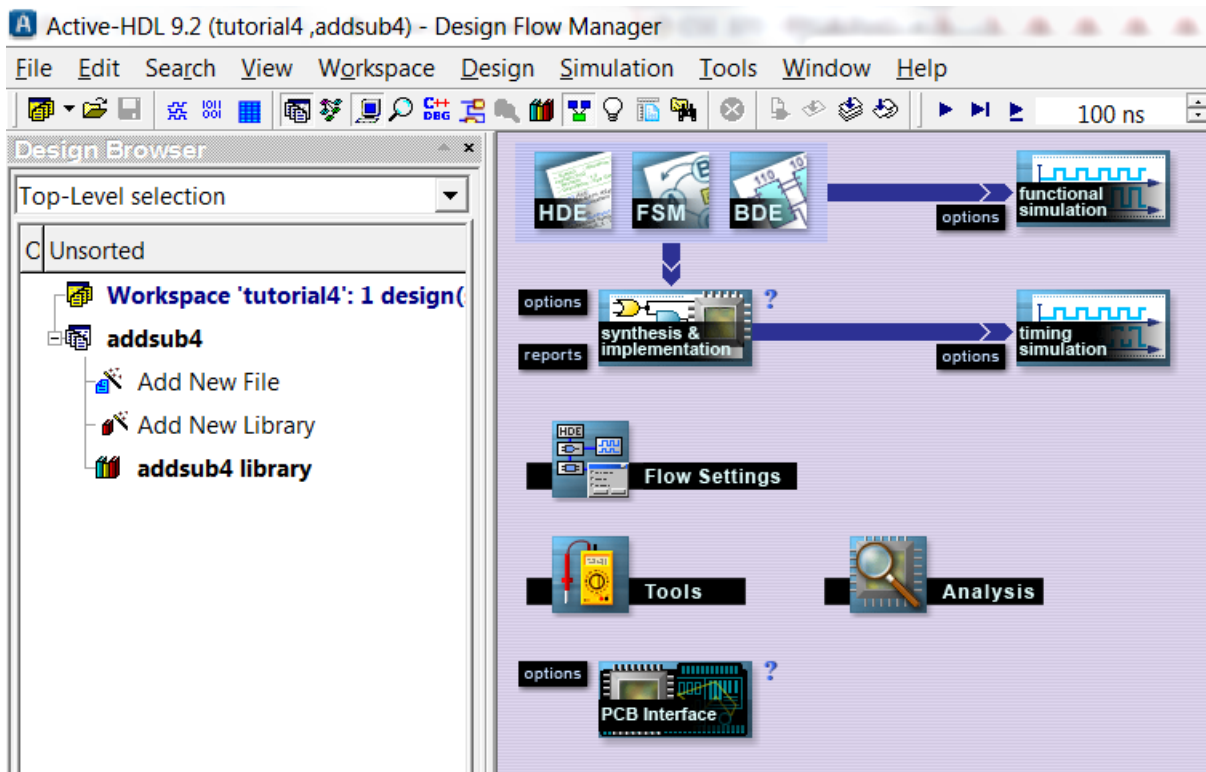 Active-HDL 9.2 (tutorial4 ,addsub4) - Design Flow Manager
File Edit Search View Workspace Design Simulation Tools Window Help
C++
DBG
100 ns
Design Browser
Top-Level selection
C Unsorted
Workspace 'tutorial4': 1 design(
addsub4
Add New File
Add New Library
addsub4 library
HDE FSM BDE
options
functional
simulation
options
reports
synthesis &
implementation
?
options
timing
simulation
HDE
Flow Settings
Tools
Analysis
options
PCB Interface
?